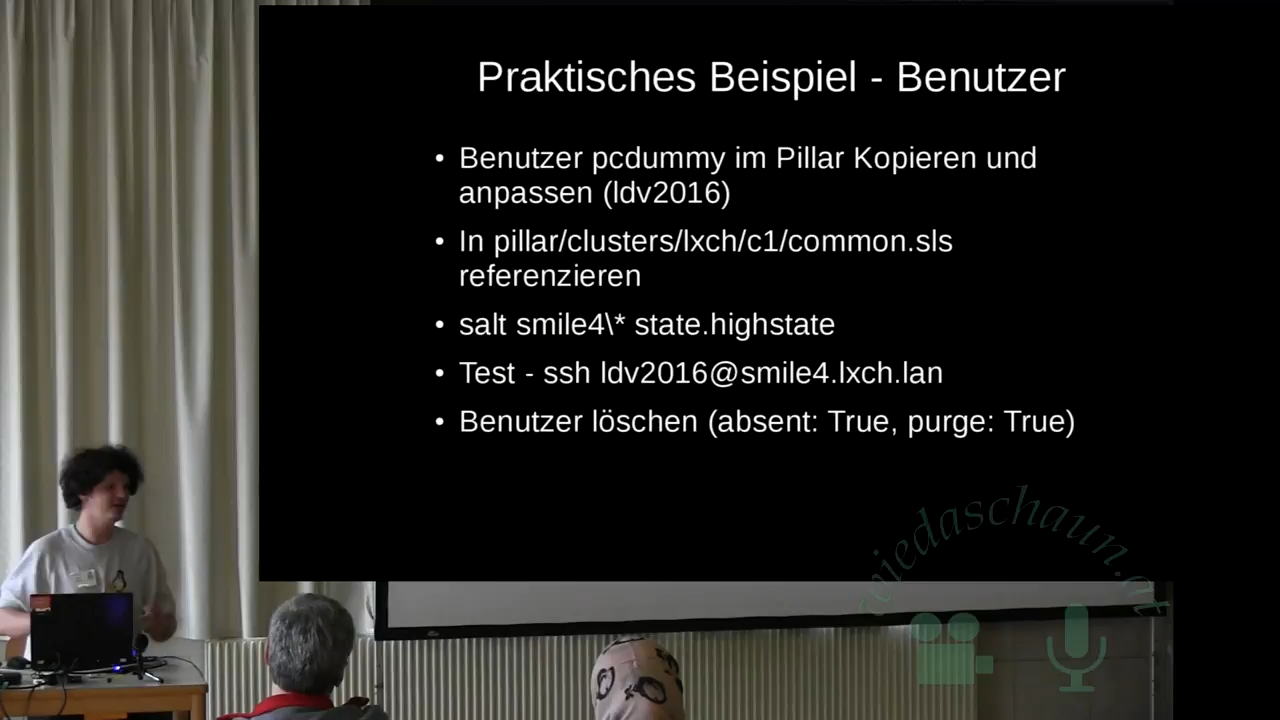 Praktisches Beispiel - Benutzer
• Benutzer pcdummy im Pillar Kopieren und
anpassen (ldv2016)
• In pillar/clusters/lxch/c1/common.sls
referenzieren
• salt smile4\* state.highstate
• Test - ssh ldv2016@smile4.lxch.lan
• Benutzer löschen (absent: True, purge: True)
wiedaschaun.at